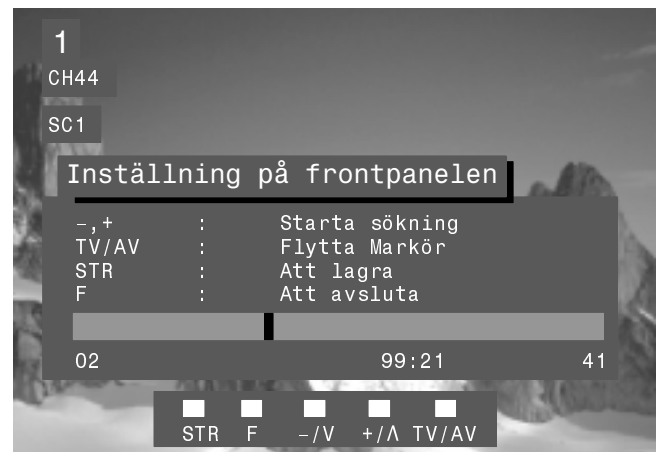 1
CH44
SC1
Inställning på frontpanelen
–,+ : Starta sökning
TV/AV : Flytta Markör
STR : Att lagra
F : Att avsluta
02 99:21 41
STR F –/V +/Λ TV/AV